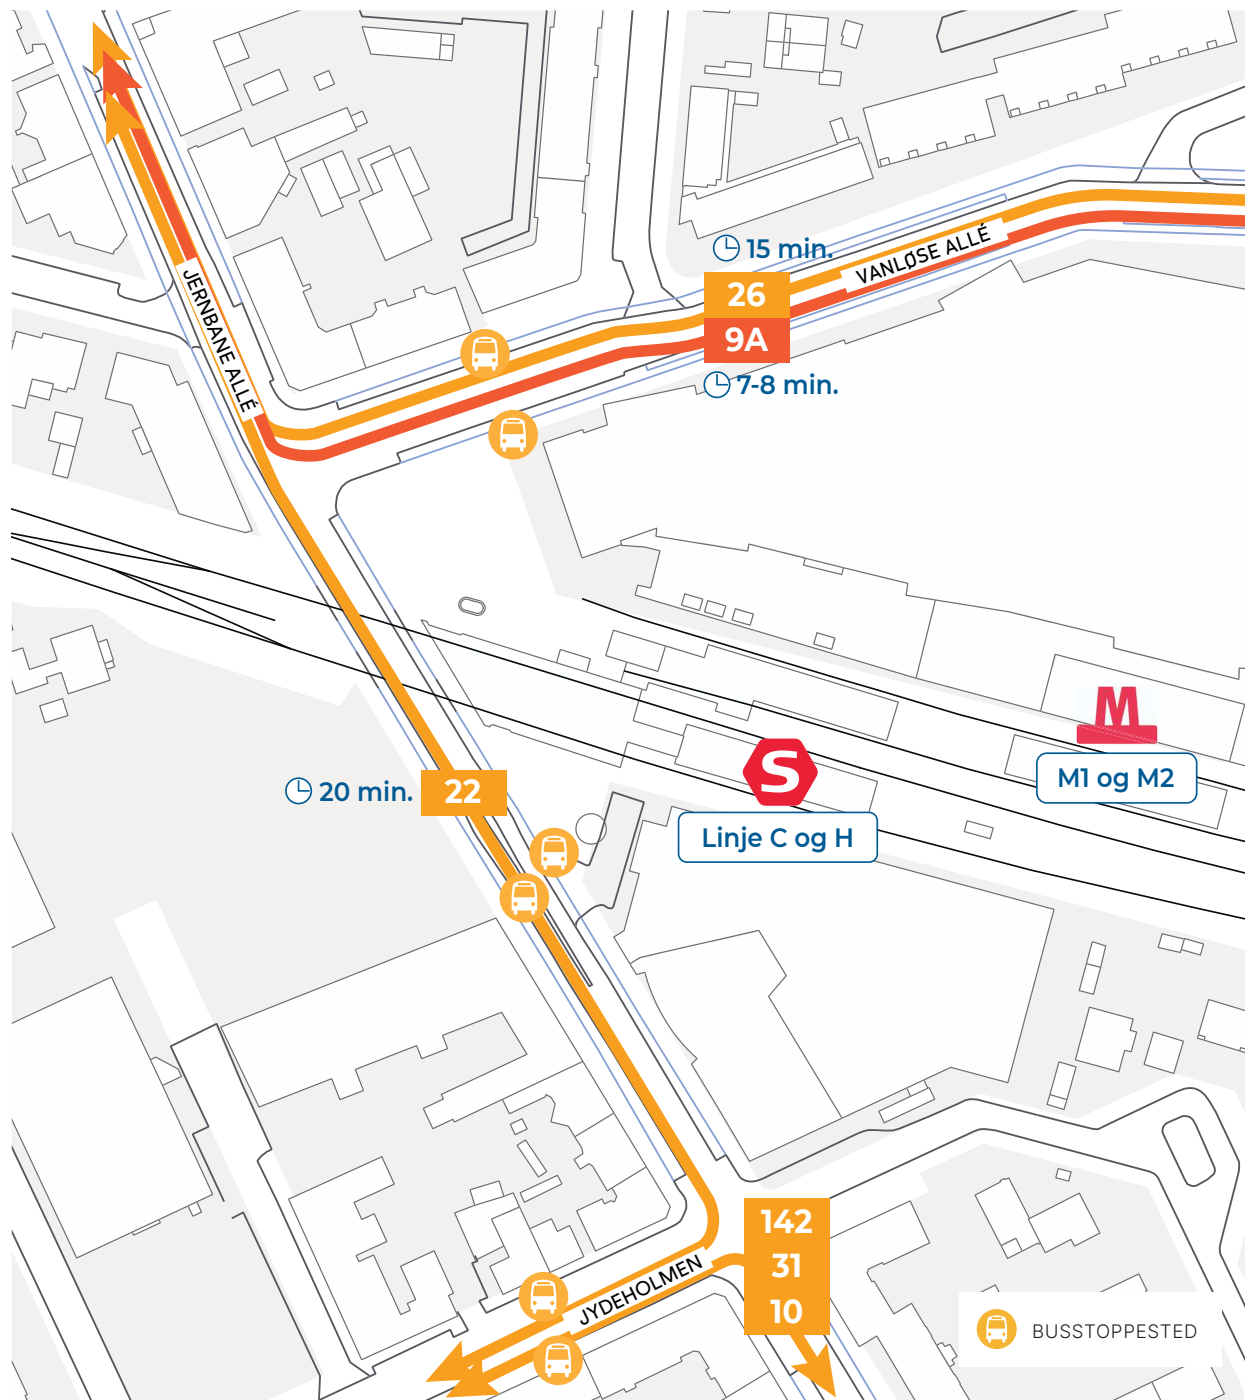 15 min.
VANLØSE ALLÉ
26
9A
7-8 min.
JERNBANE ALLÉ
M
M1 og M2
S
Linje C og H
20 min.
22
142
31
10
JYDEHOLMEN
BUSSTOPPESTED